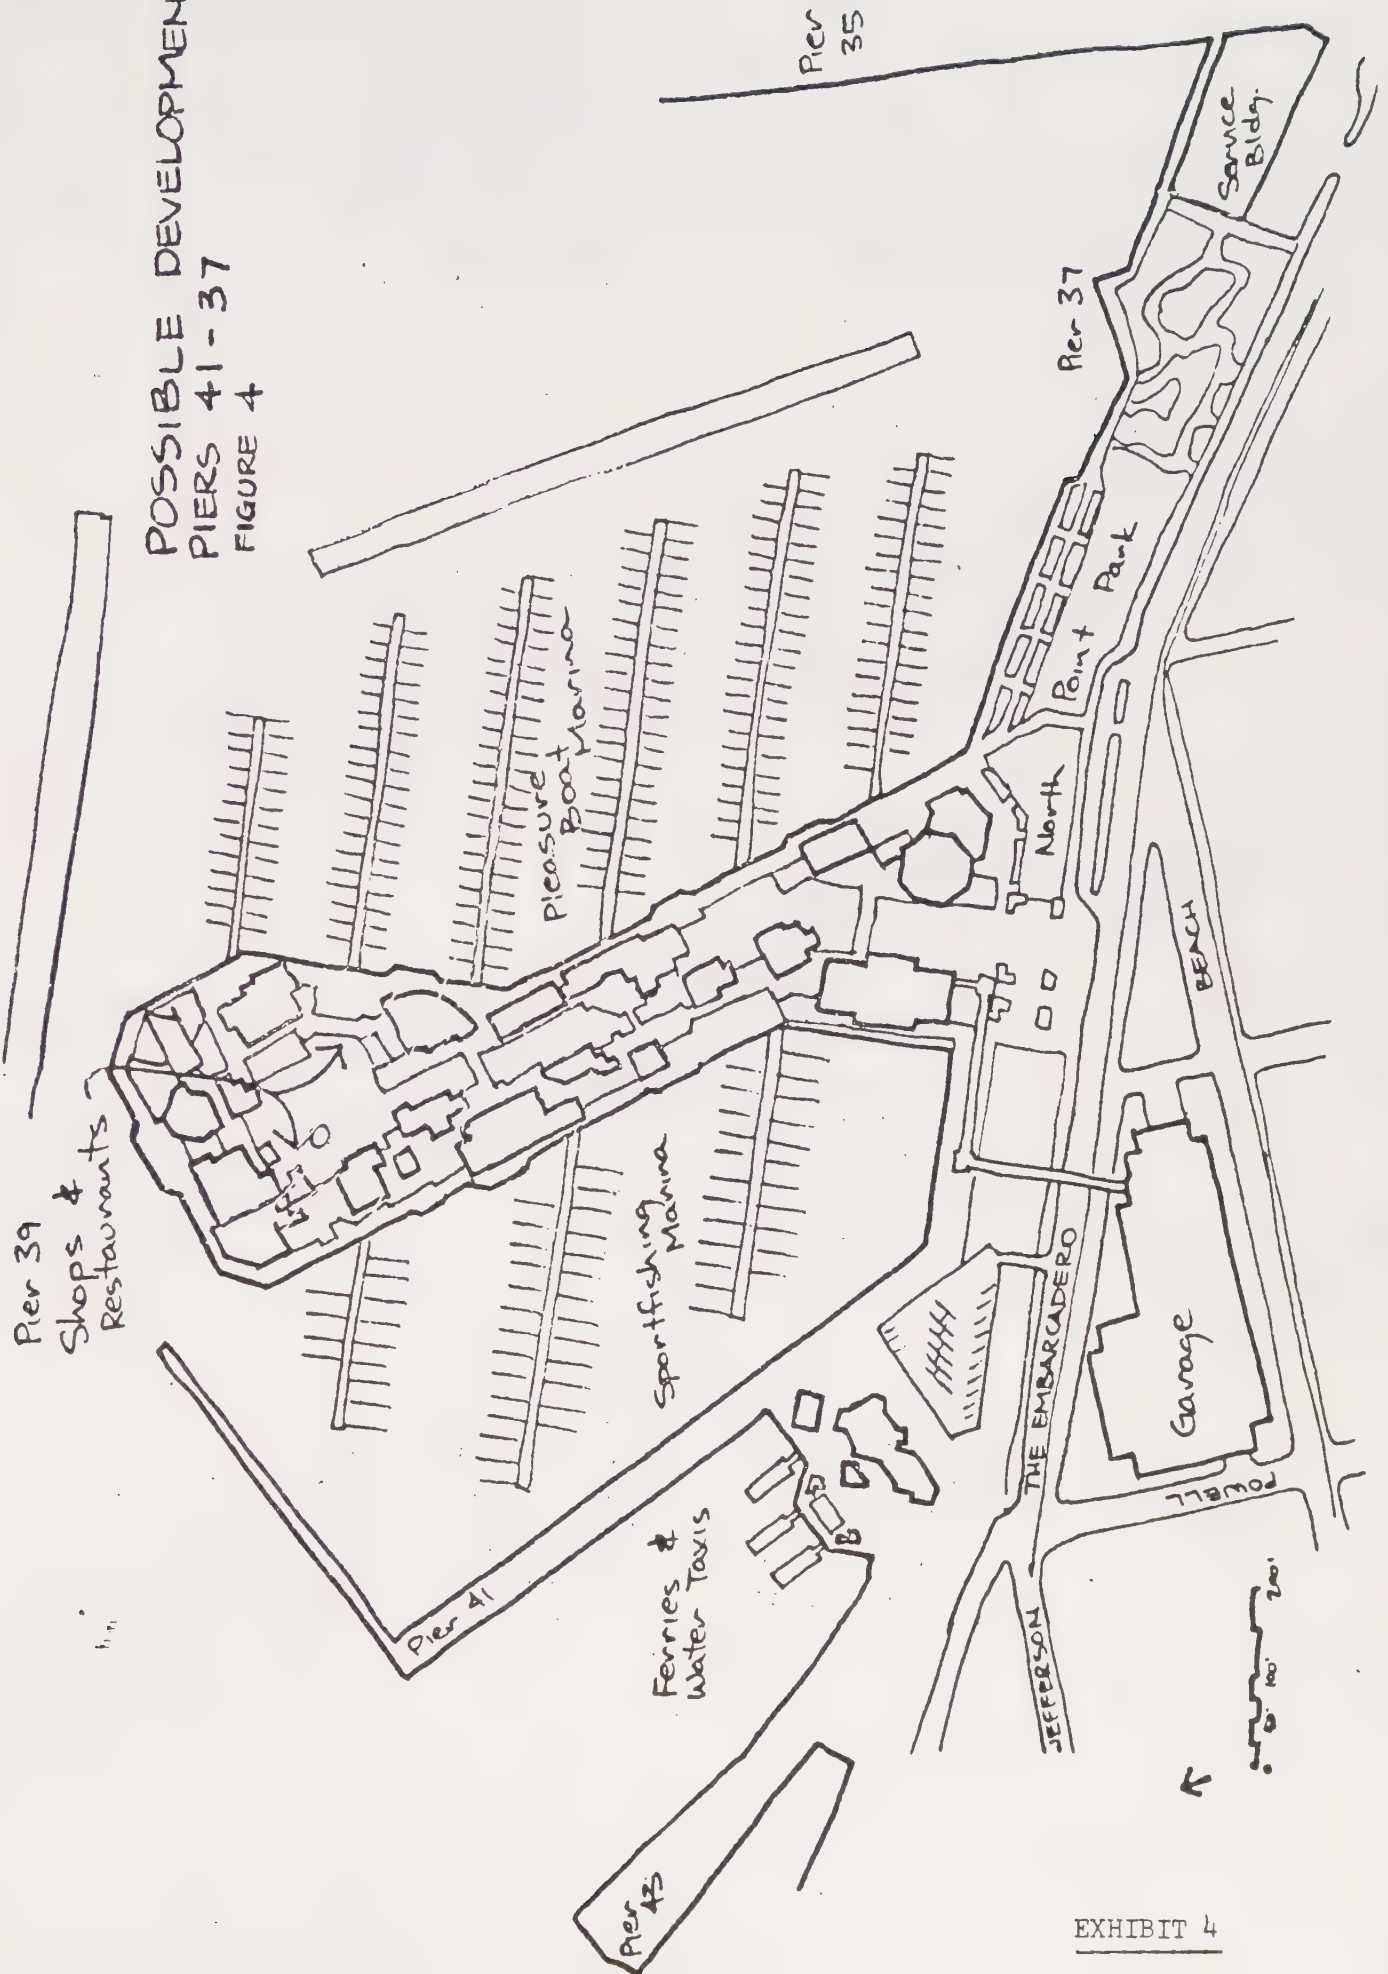 POSSIBLE DEVELOPMEN
PIERS 41-37
FIGURE 4
Pier
35
Pier 39
Shops &
Restaurants
Pleasure
Boat
Marina
Sportfishing
Marina
Pier 37
Service
Bldg.
North
Point
Park
Pier 41
Ferries &
Water Taxis
Pier
43
THE EMBARCADERO
BEACH
Garage
POWELL
JEFFERSON
0 50' 100' 200'
EXHIBIT 4